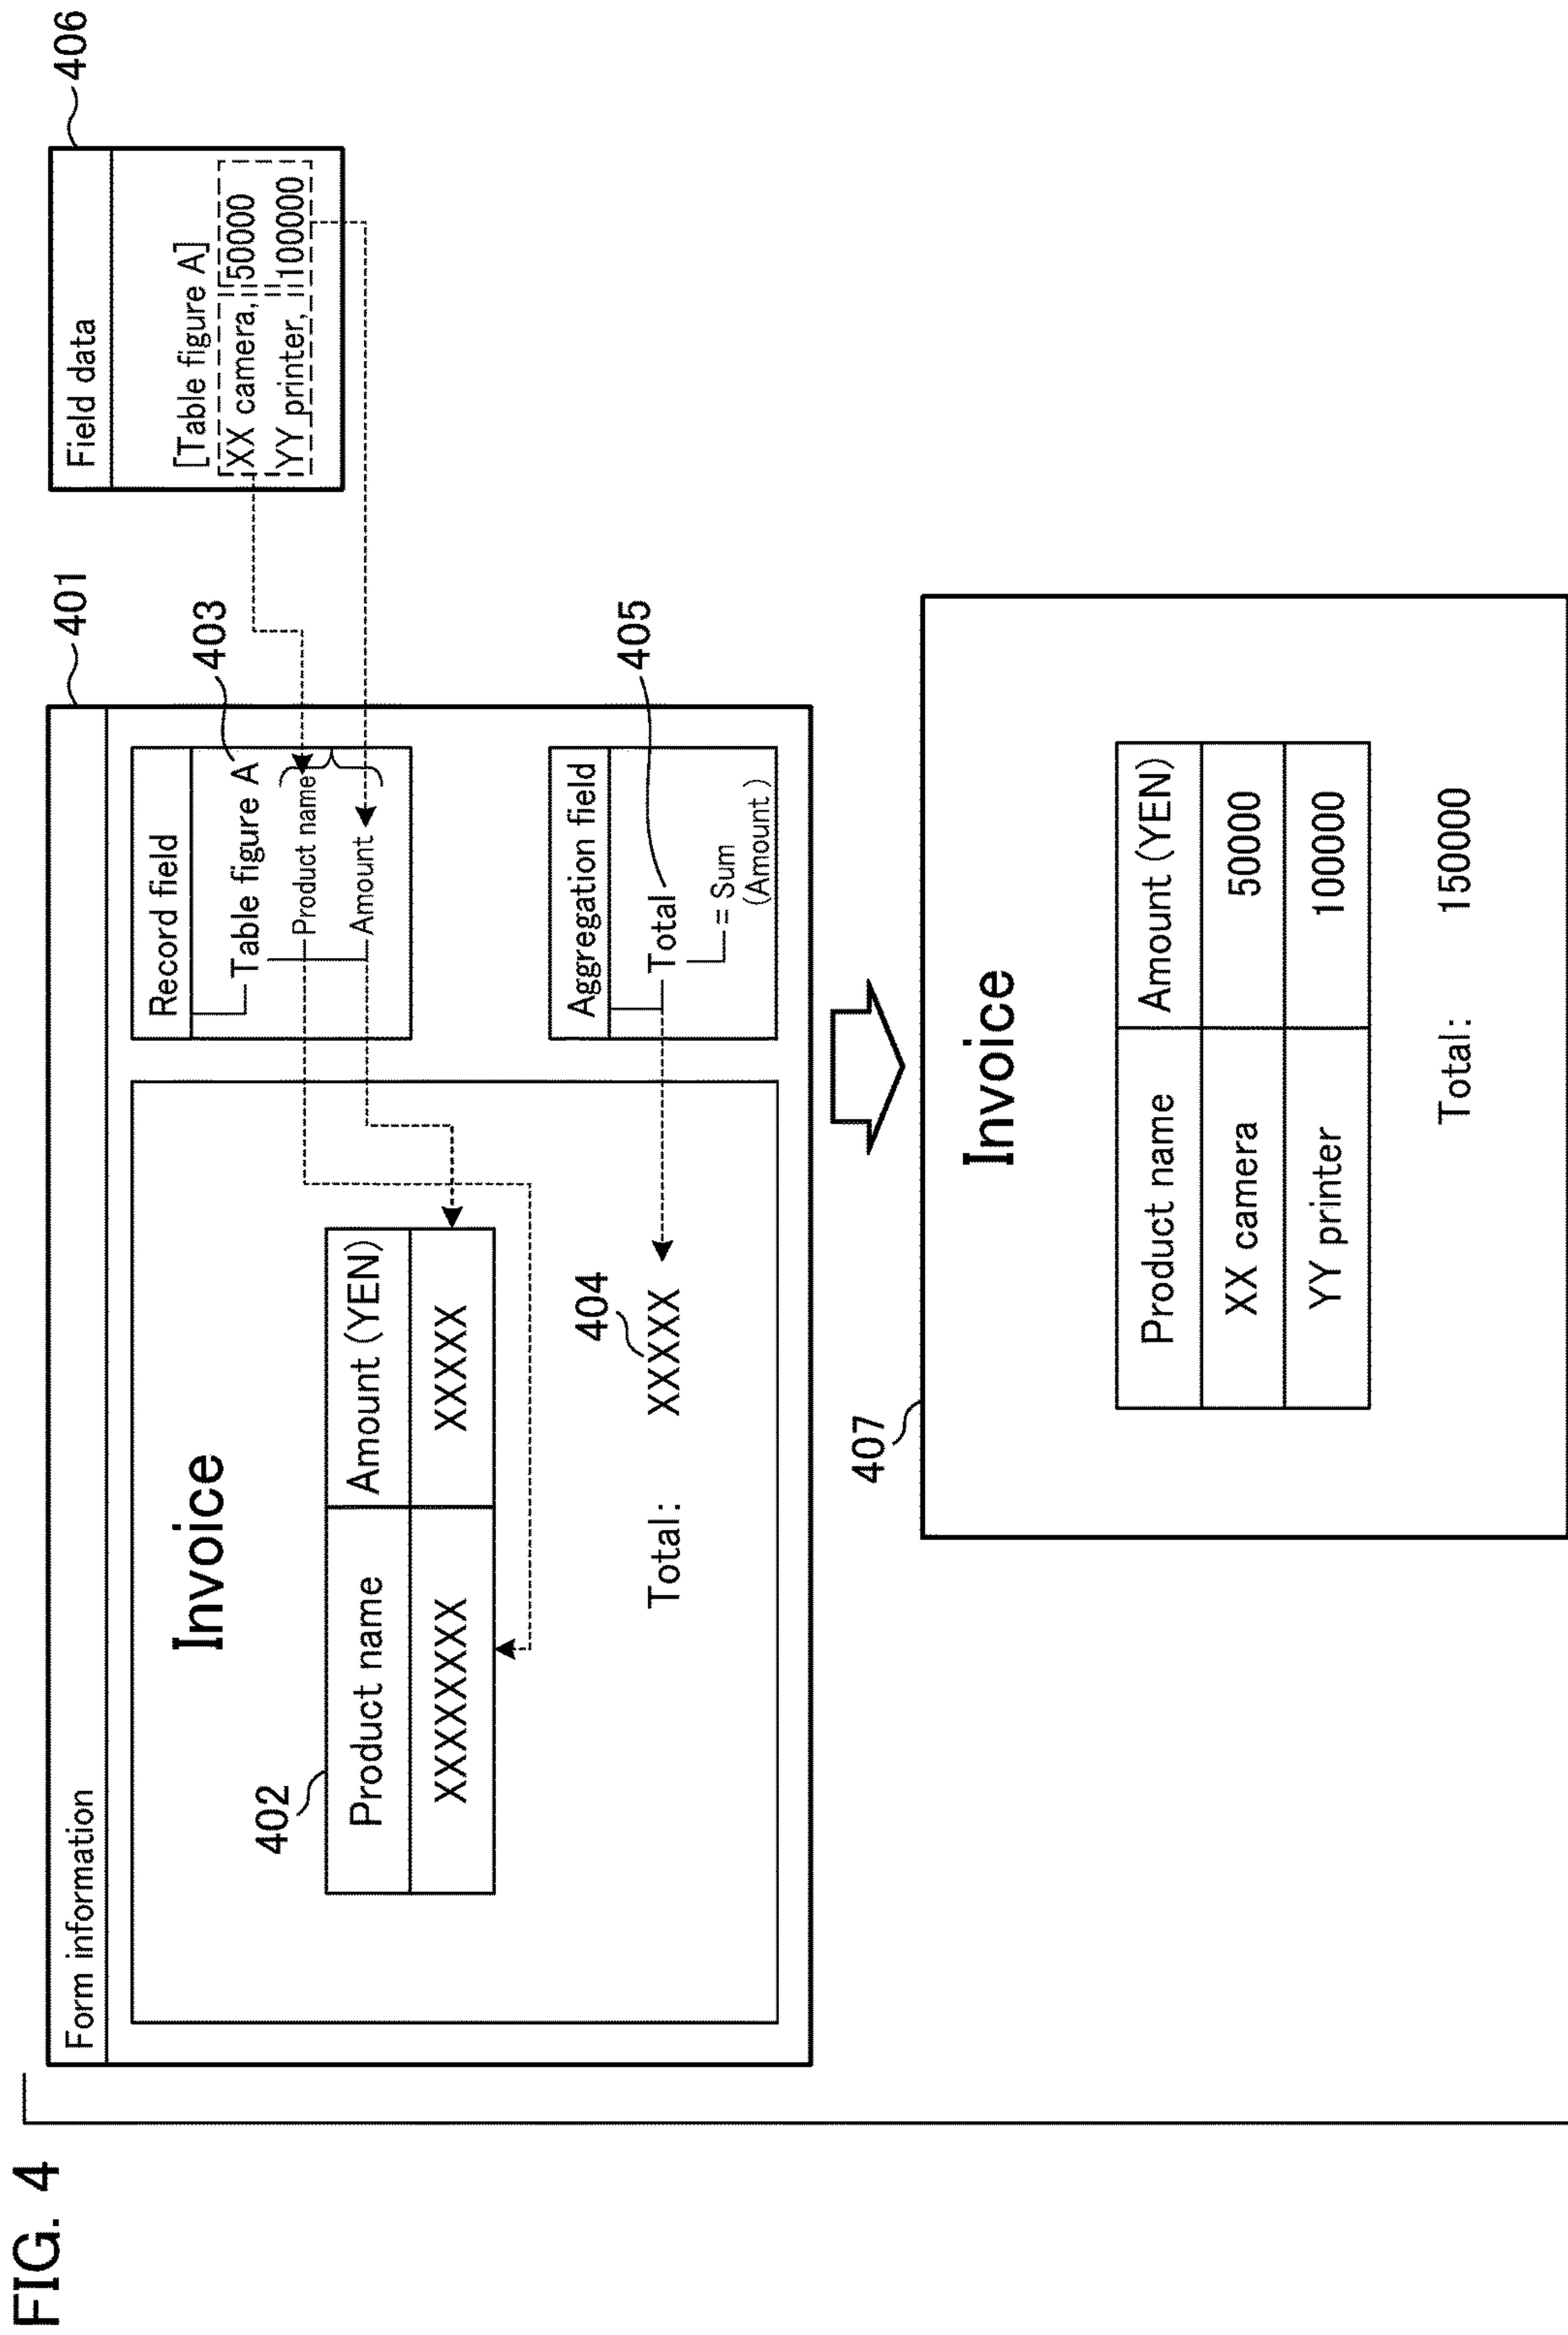 FIG. 4
401
406
Form information
Invoice
402
Product name Amount (YEN)
XXXXXXXX XXXXX
404
Total: XXXXX
Record field
403
Table figure A
Product name
Amount
Aggregation field
405
Total
= Sum
(Amount)
Field data
[Table figure A]
XX camera, 50000
YY printer, 100000
407
Invoice
Product name Amount (YEN)
XX camera 50000
YY printer 100000
Total: 150000